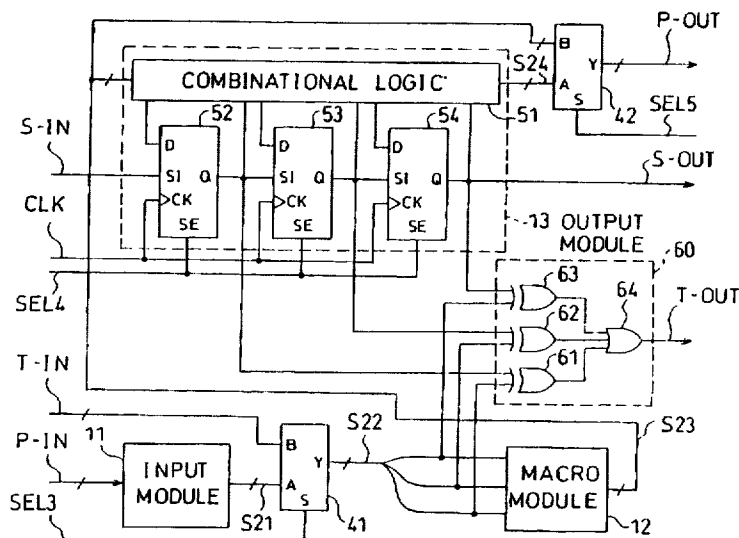 P-OUT
B
Y
COMBINATIONAL LOGIC
S24
A
S
42
SEL5
51
52
53
54
S-IN
D
D
D
S-OUT
SI Q
SI Q
SI Q
CLK
CK
CK
CK
SE
SE
SE
13 OUTPUT MODULE
60
SEL4
63
64
T-OUT
62
T-IN
61
S23
P-IN
11
B
Y
S22
INPUT MODULE
A
S
MACRO MODULE
SEL3
S21
41
12